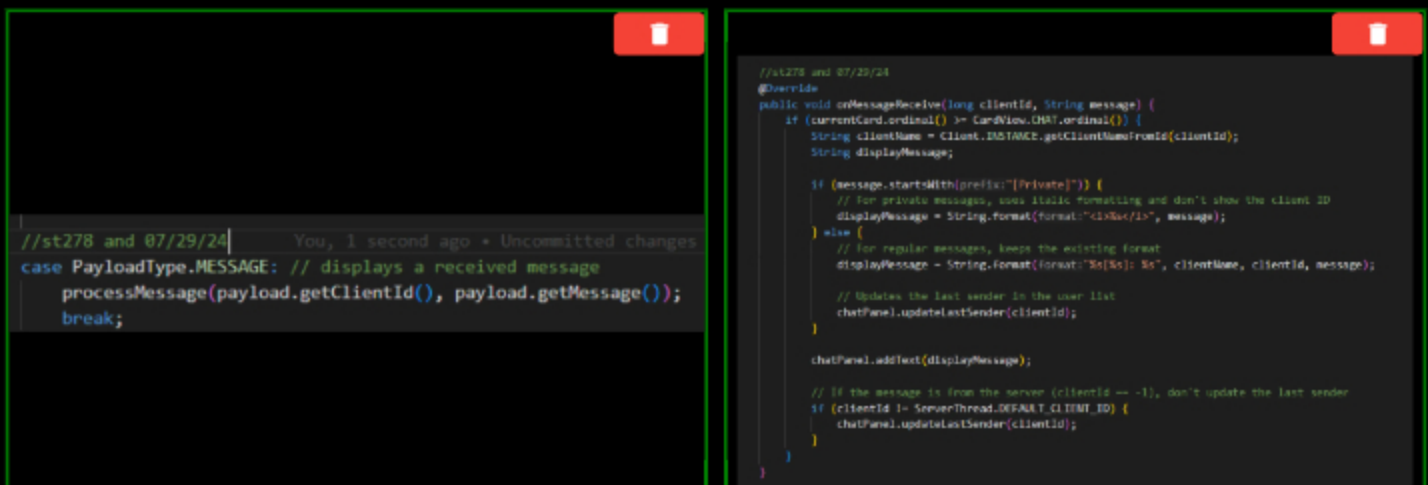 //st278 and 07/29/24 You, 1 second ago • Uncommitted changes
case PayloadType.MESSAGE: // displays a received message
processMessage(payload.getClientId(), payload.getMessage());
break;
//st278 and 07/29/24
@Override
public void onMessageReceive(long clientId, String message) {
if (currentCard.ordinal() >= CardView.CHAT.ordinal()) {
String clientName = Client.INSTANCE.getClientNameFromId(clientId);
String displayMessage;
if (message.startsWith(prefix:"[Private]")) {
// For private messages, uses italic formatting and don't show the client ID
displayMessage = String.format(format:"<i>%s</i>", message);
} else {
// For regular messages, keeps the existing format
displayMessage = String.format(format:"%s[%s]: %s", clientName, clientId, message);
// Updates the last sender in the user list
chatPanel.updateLastSender(clientId);
}
chatPanel.addText(displayMessage);
// If the message is from the server (clientId == -1), don't update the last sender
if (clientId != ServerThread.DEFAULT_CLIENT_ID) {
chatPanel.updateLastSender(clientId);
}
}
}